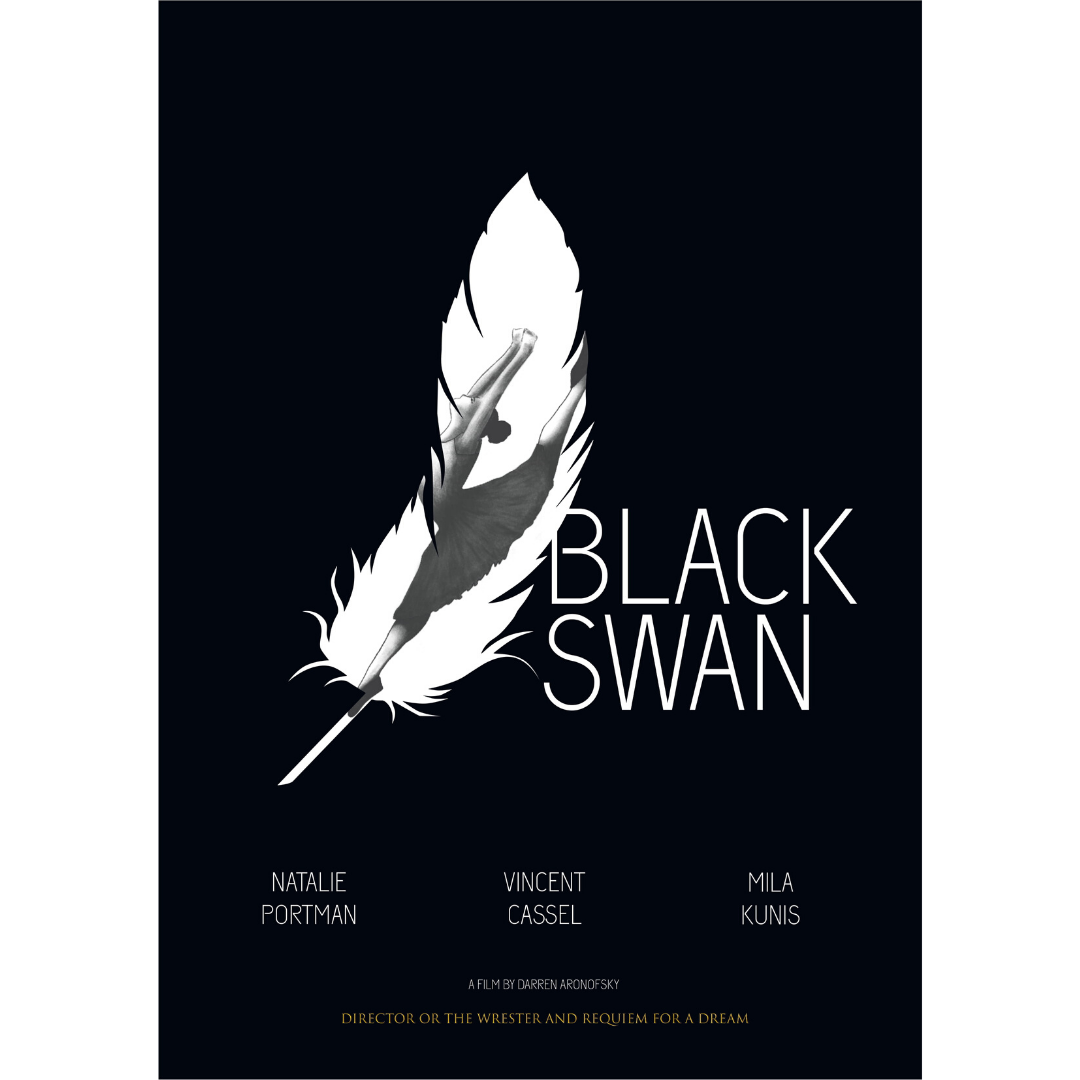 BLACK
SWAN
NATALIE
PORTMAN
VINCENT
CASSEL
MILA
KUNIS
A FILM BY DARREN ARONOFSKY
DIRECTOR OR THE WRESTER AND REQUIEM FOR A DREAM